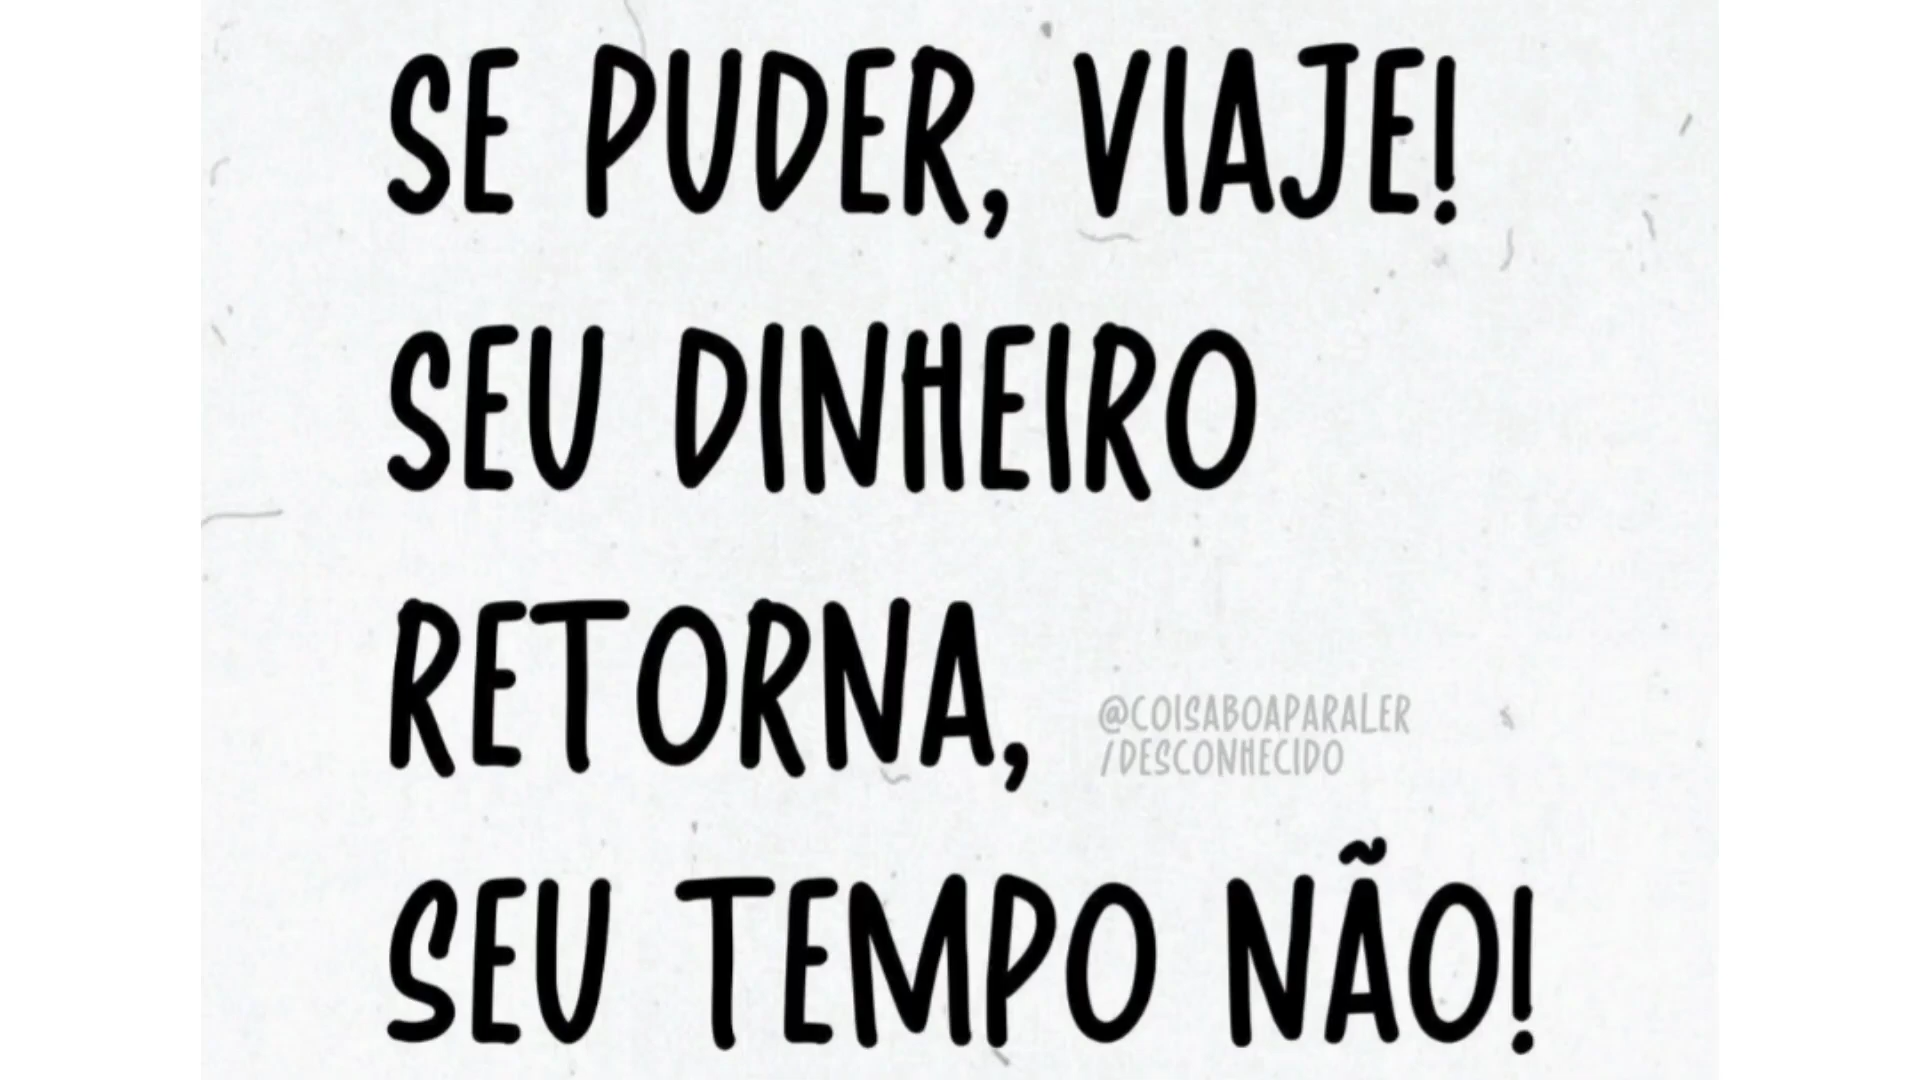 SE PUDER, VIAJE!
SEU DINHEIRO
RETORNA,
@COISABOAPARALER
/DESCONHECIDO
SEU TEMPO NÃO!